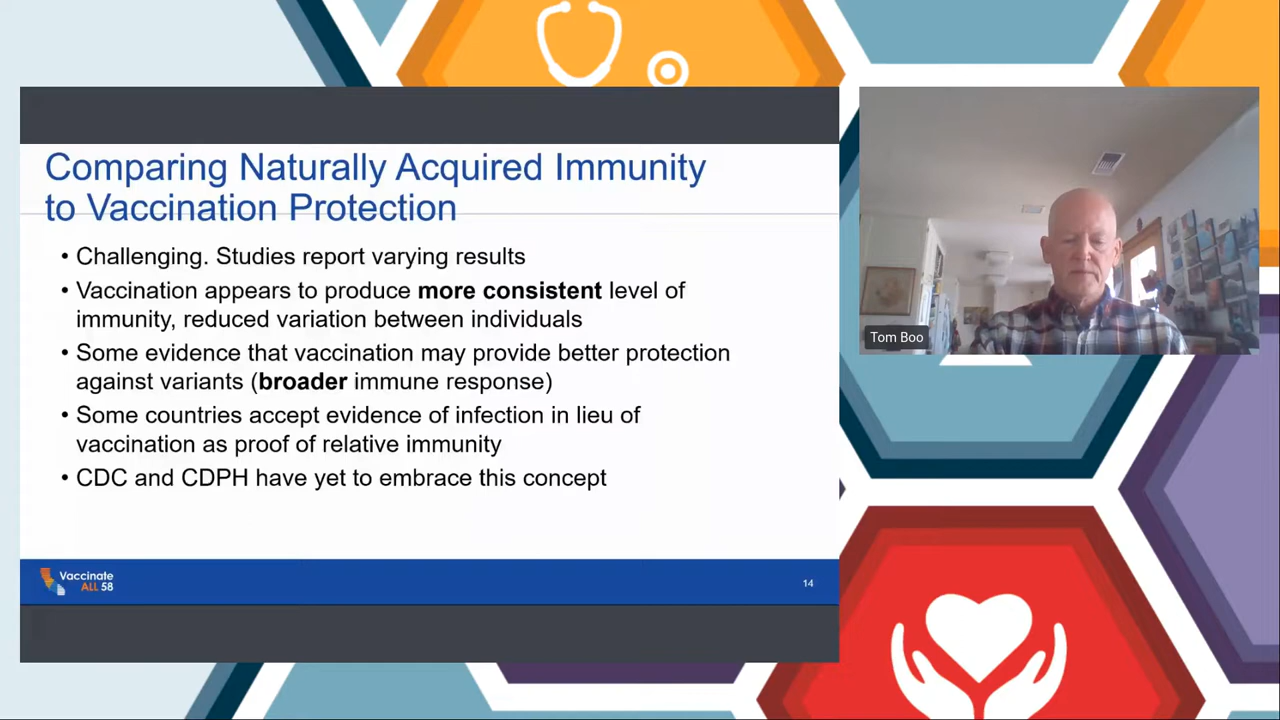 Comparing Naturally Acquired Immunity
to Vaccination Protection
• Challenging. Studies report varying results
• Vaccination appears to produce more consistent level of
immunity, reduced variation between individuals
• Some evidence that vaccination may provide better protection
against variants (broader immune response)
• Some countries accept evidence of infection in lieu of
vaccination as proof of relative immunity
• CDC and CDPH have yet to embrace this concept
Vaccinate
ALL 58
14
Tom Boo